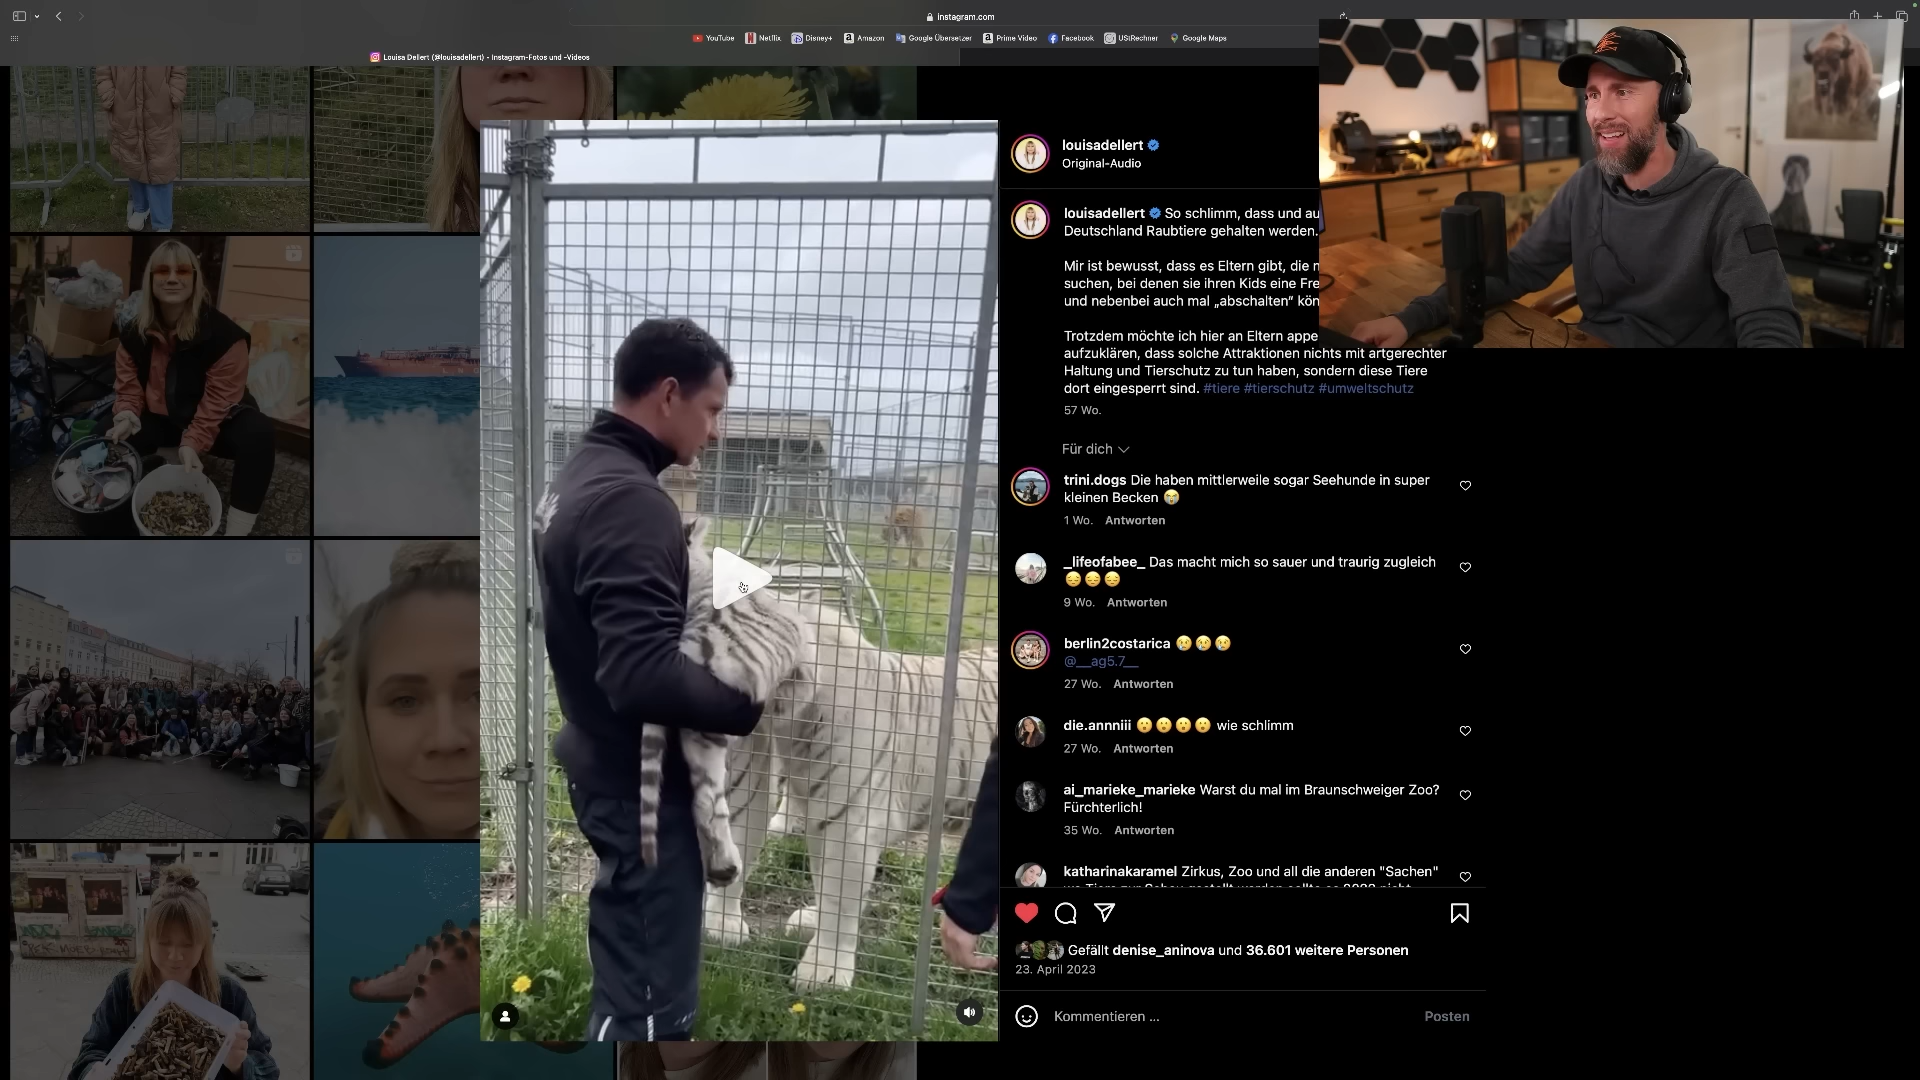 instagram.com
YouTube
Netflix
Disney+
Amazon
Google Übersetzer
Prime Video
Facebook
UStRechner
Google Maps
Louisa Dellert (@louisadellert) • Instagram-Fotos und -Videos
louisadellert
Original-Audio
louisadellert So schlimm, dass und au
Deutschland Raubtiere gehalten werden.
Mir ist bewusst, dass es Eltern gibt, die n
suchen, bei denen sie ihren Kids eine Fre
und nebenbei auch mal „abschalten“ kön
Trotzdem möchte ich hier an Eltern appe
aufzuklären, dass solche Attraktionen nichts mit artgerechter
Haltung und Tierschutz zu tun haben, sondern diese Tiere
dort eingesperrt sind. #tiere #tierschutz #umweltschutz
57 Wo.
Für dich
trini.dogs Die haben mittlerweile sogar Seehunde in super
kleinen Becken 😭
1 Wo. Antworten
_lifeofabee_ Das macht mich so sauer und traurig zugleich
😔😔😔
9 Wo. Antworten
berlin2costarica 😢😢😢
@__ag5.7__
27 Wo. Antworten
die.annniii 😮😮😮😮 wie schlimm
27 Wo. Antworten
ai_marieke_marieke Warst du mal im Braunschweiger Zoo?
Fürchterlich!
35 Wo. Antworten
katharinakaramel Zirkus, Zoo und all die anderen "Sachen"
Gefällt denise_aninova und 36.601 weitere Personen
23. April 2023
Kommentieren ...
Posten